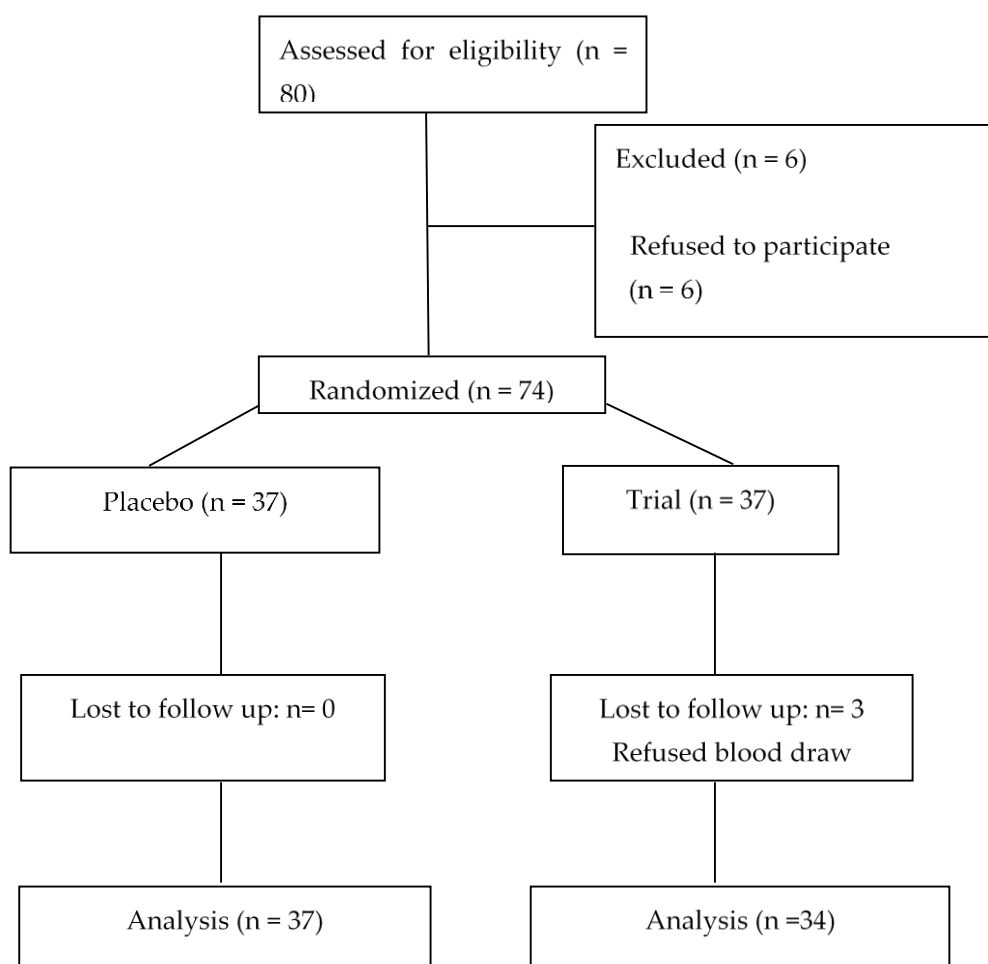 Assessed for eligibility (n =
80)
Excluded (n = 6)
Refused to participate
(n = 6)
Randomized (n = 74)
Placebo (n = 37)
Trial (n = 37)
Lost to follow up: n= 0
Lost to follow up: n= 3
Refused blood draw
Analysis (n = 37)
Analysis (n =34)